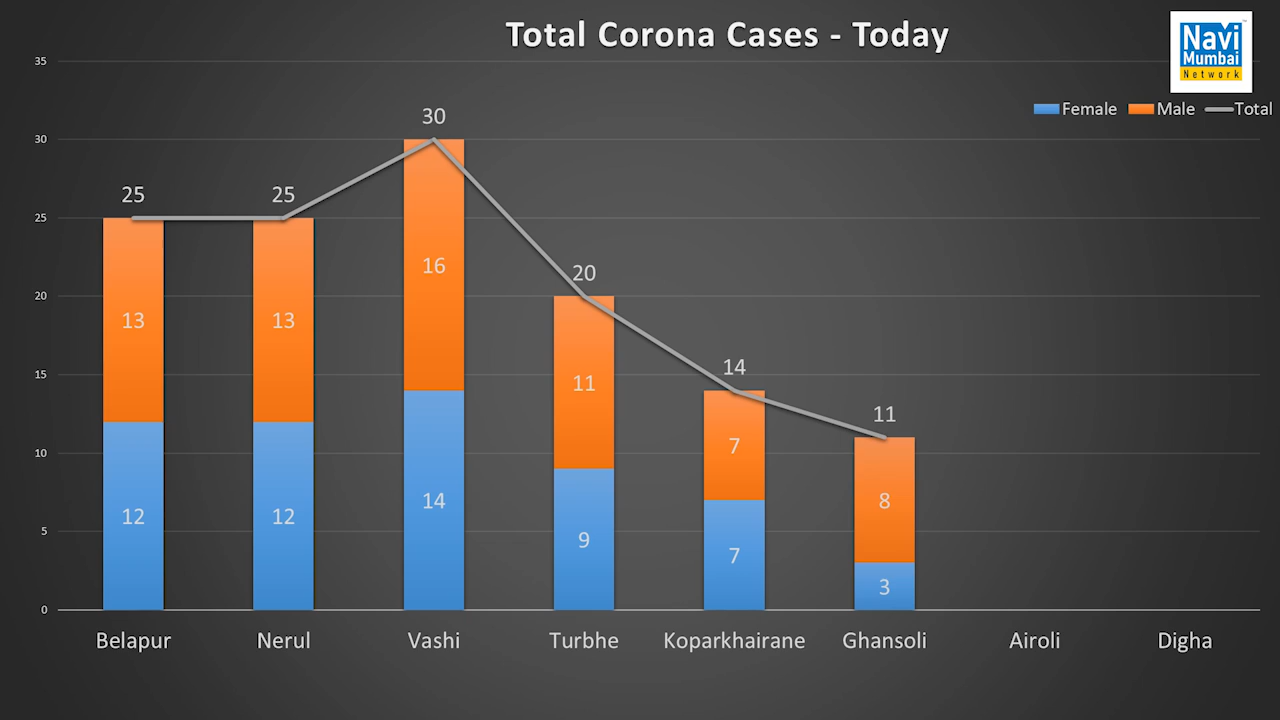 Total Corona Cases - Today
Navi
Mumbai
Network
Female Male Total
35
30
25
20
15
10
5
0
25 25 30 20 14 11
13 13 16 11 7 8
12 12 14 9 7 3
Belapur Nerul Vashi Turbhe Koparkhairane Ghansoli Airoli Digha